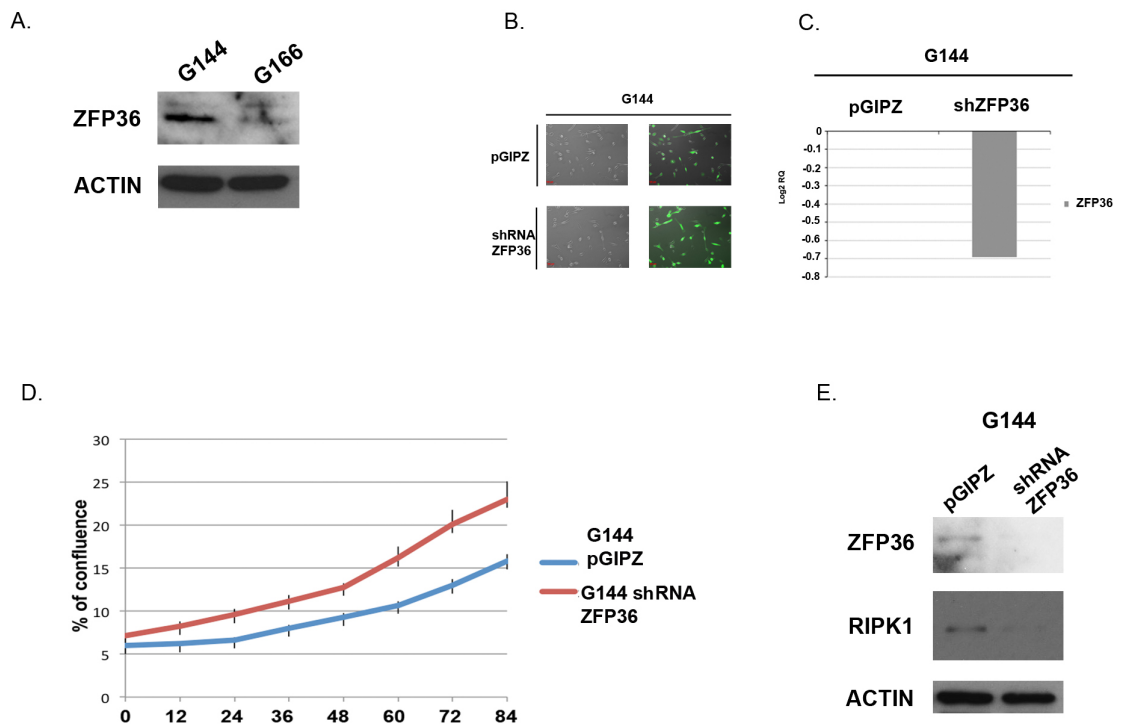 A.
G144 G166
ZFP36
ACTIN
B.
G144
pGIPZ
shRNA
ZFP36
C.
G144
pGIPZ shZFP36
0
-0.1
-0.2
-0.3
-0.4
-0.5
-0.6
-0.7
-0.8
Log2 RQ
ZFP36
D.
30
25
20
15
10
5
0
% of confluence
0 12 24 36 48 60 72 84
G144
pGIPZ
G144 shRNA
ZFP36
E.
G144
pGIPZ shRNA
ZFP36
ZFP36
RIPK1
ACTIN